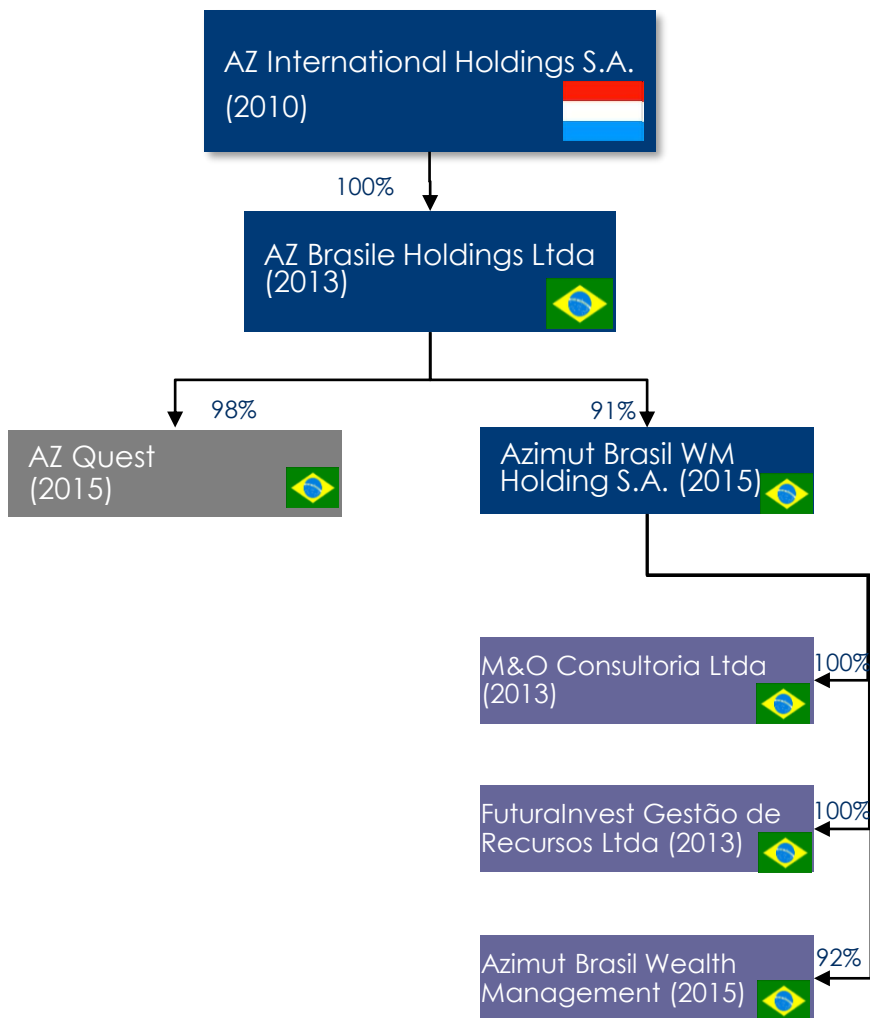 AZ International Holdings S.A.
(2010)
100%
AZ Brasile Holdings Ltda
(2013)
98%
91%
AZ Quest
(2015)
Azimut Brasil WM
Holding S.A. (2015)
M&O Consultoria Ltda
(2013)
100%
FuturaInvest Gestão de
Recursos Ltda (2013)
100%
Azimut Brasil Wealth
Management (2015)
92%